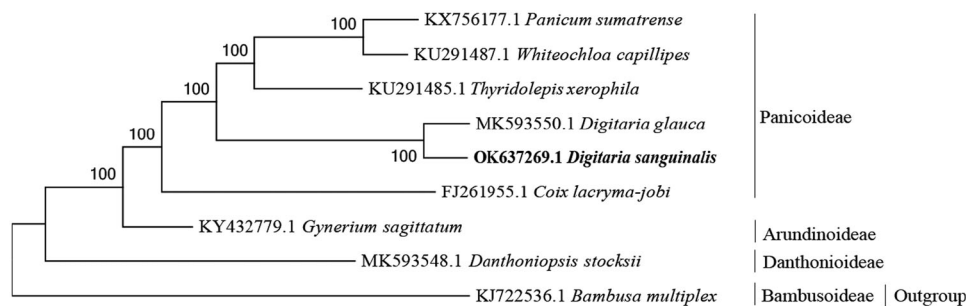 KX756177.1 Panicum sumatrense
100
KU291487.1 Whiteochloa capillipes
100
KU291485.1 Thyridolepis xerophila
100
MK593550.1 Digitaria glauca
Panicoideae
100
OK637269.1 Digitaria sanguinalis
100
FJ261955.1 Coix lacryma-jobi
100
KY432779.1 Gynerium sagittatum
Arundinoideae
MK593548.1 Danthoniopsis stocksii
Danthonioideae
KJ722536.1 Bambusa multiplex
Bambusoideae
Outgroup